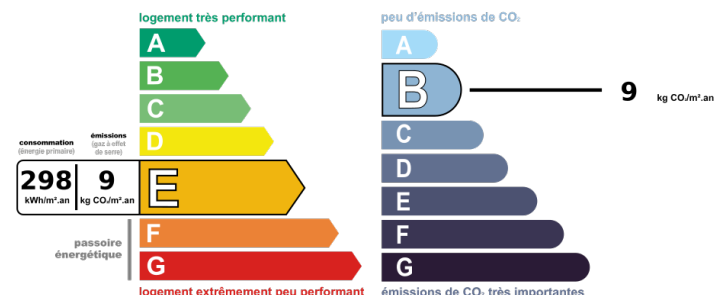 logement très performant
A
B
C
D
consommation
(énergie primaire)
émissions
(gaz à effet
de serre)
298
kWh/m².an
9
kg CO₂/m².an
E
F
G
passoire
énergétique
logement extrêmement peu performant
peu d'émissions de CO₂
A
B
9
kg CO₂/m².an
C
D
E
F
G
émissions de CO₂ très importantes